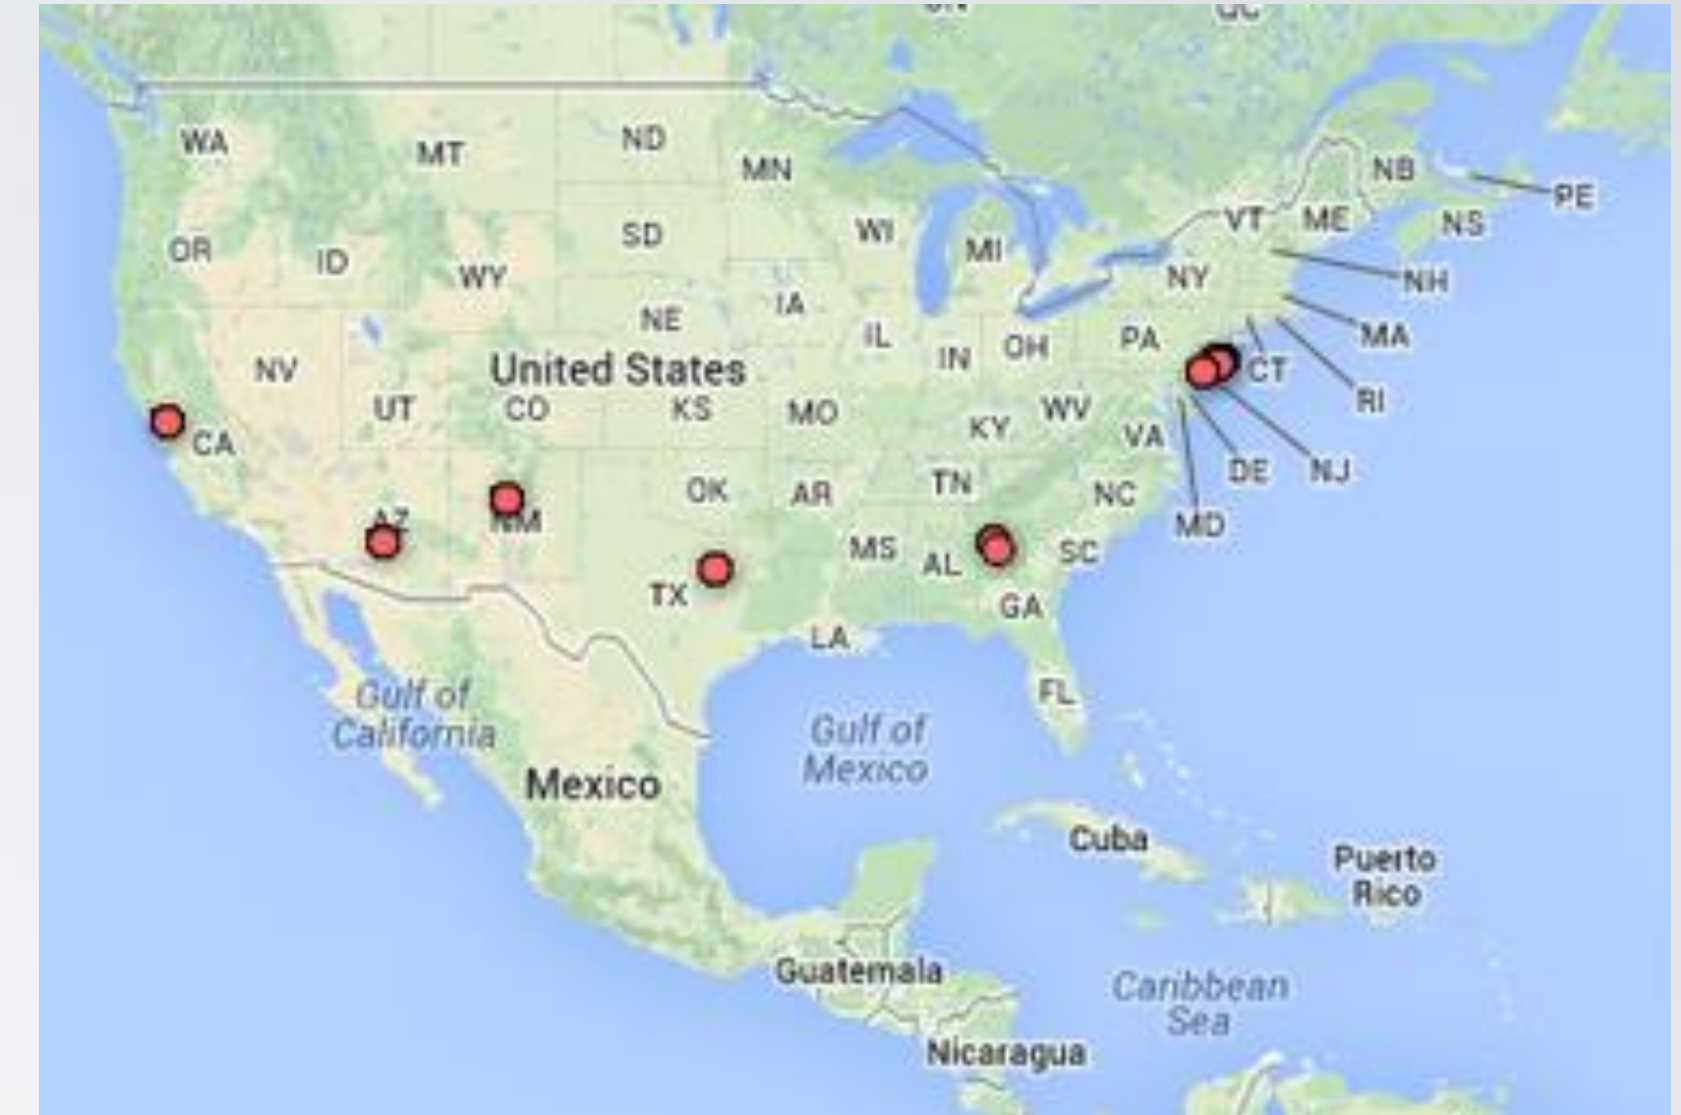 QC
WA
MT
ND
MN
NB
PE
OR
ID
WY
SD
WI
MI
VT
ME
NS
NY
NH
NE
IA
IL
IN
OH
PA
MA
NV
United States
CT
RI
UT
CO
KS
MO
KY
WV
VA
CA
DE
NJ
AZ
NM
OK
AR
TN
NC
MD
TX
MS
AL
SC
GA
LA
FL
Gulf of
California
Gulf of
Mexico
Mexico
Cuba
Puerto
Rico
Guatemala
Caribbean
Sea
Nicaragua